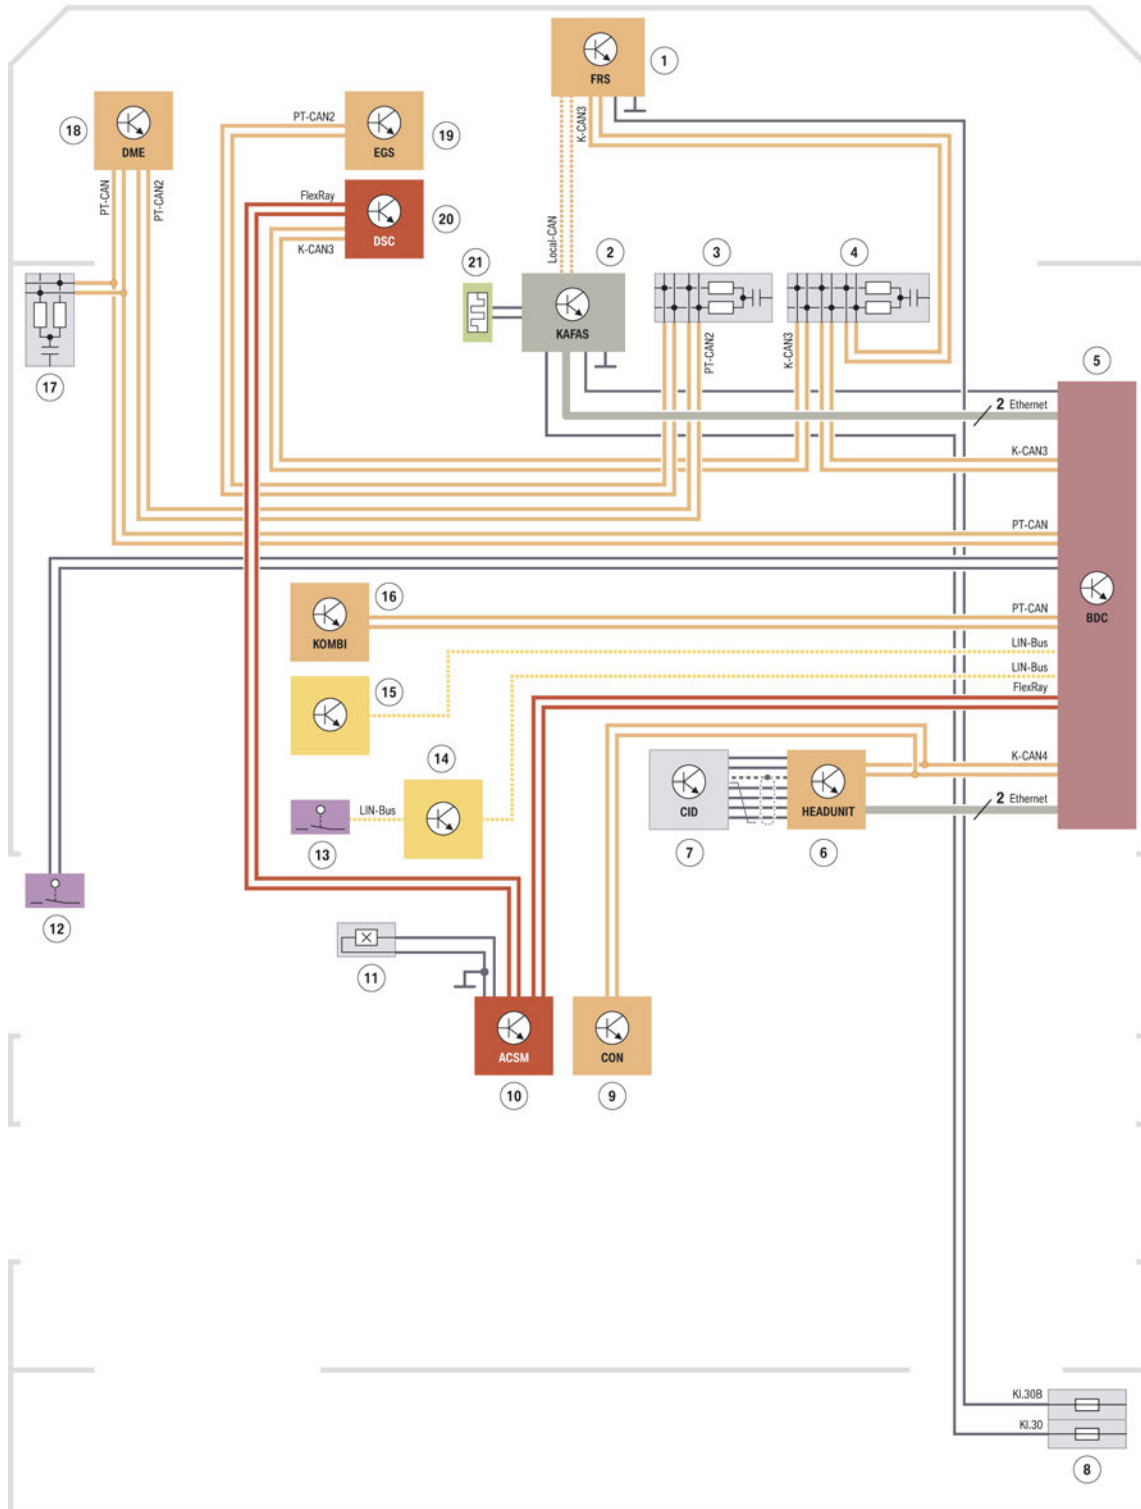 1
FRS
K-CAN3
Local-CAN
18
DME
PT-CAN
PT-CAN2
PT-CAN2
EGS
19
FlexRay
DSC
K-CAN3
20
21
2
KAFAS
3
PT-CAN2
4
K-CAN3
17
5
2 Ethernet
K-CAN3
PT-CAN
BDC
16
KOMBI
PT-CAN
LIN-Bus
LIN-Bus
FlexRay
15
14
K-CAN4
CID
HEADUNIT
2 Ethernet
LIN-Bus
13
7
6
12
11
ACSM
CON
10
9
Kl.30B
Kl.30
8